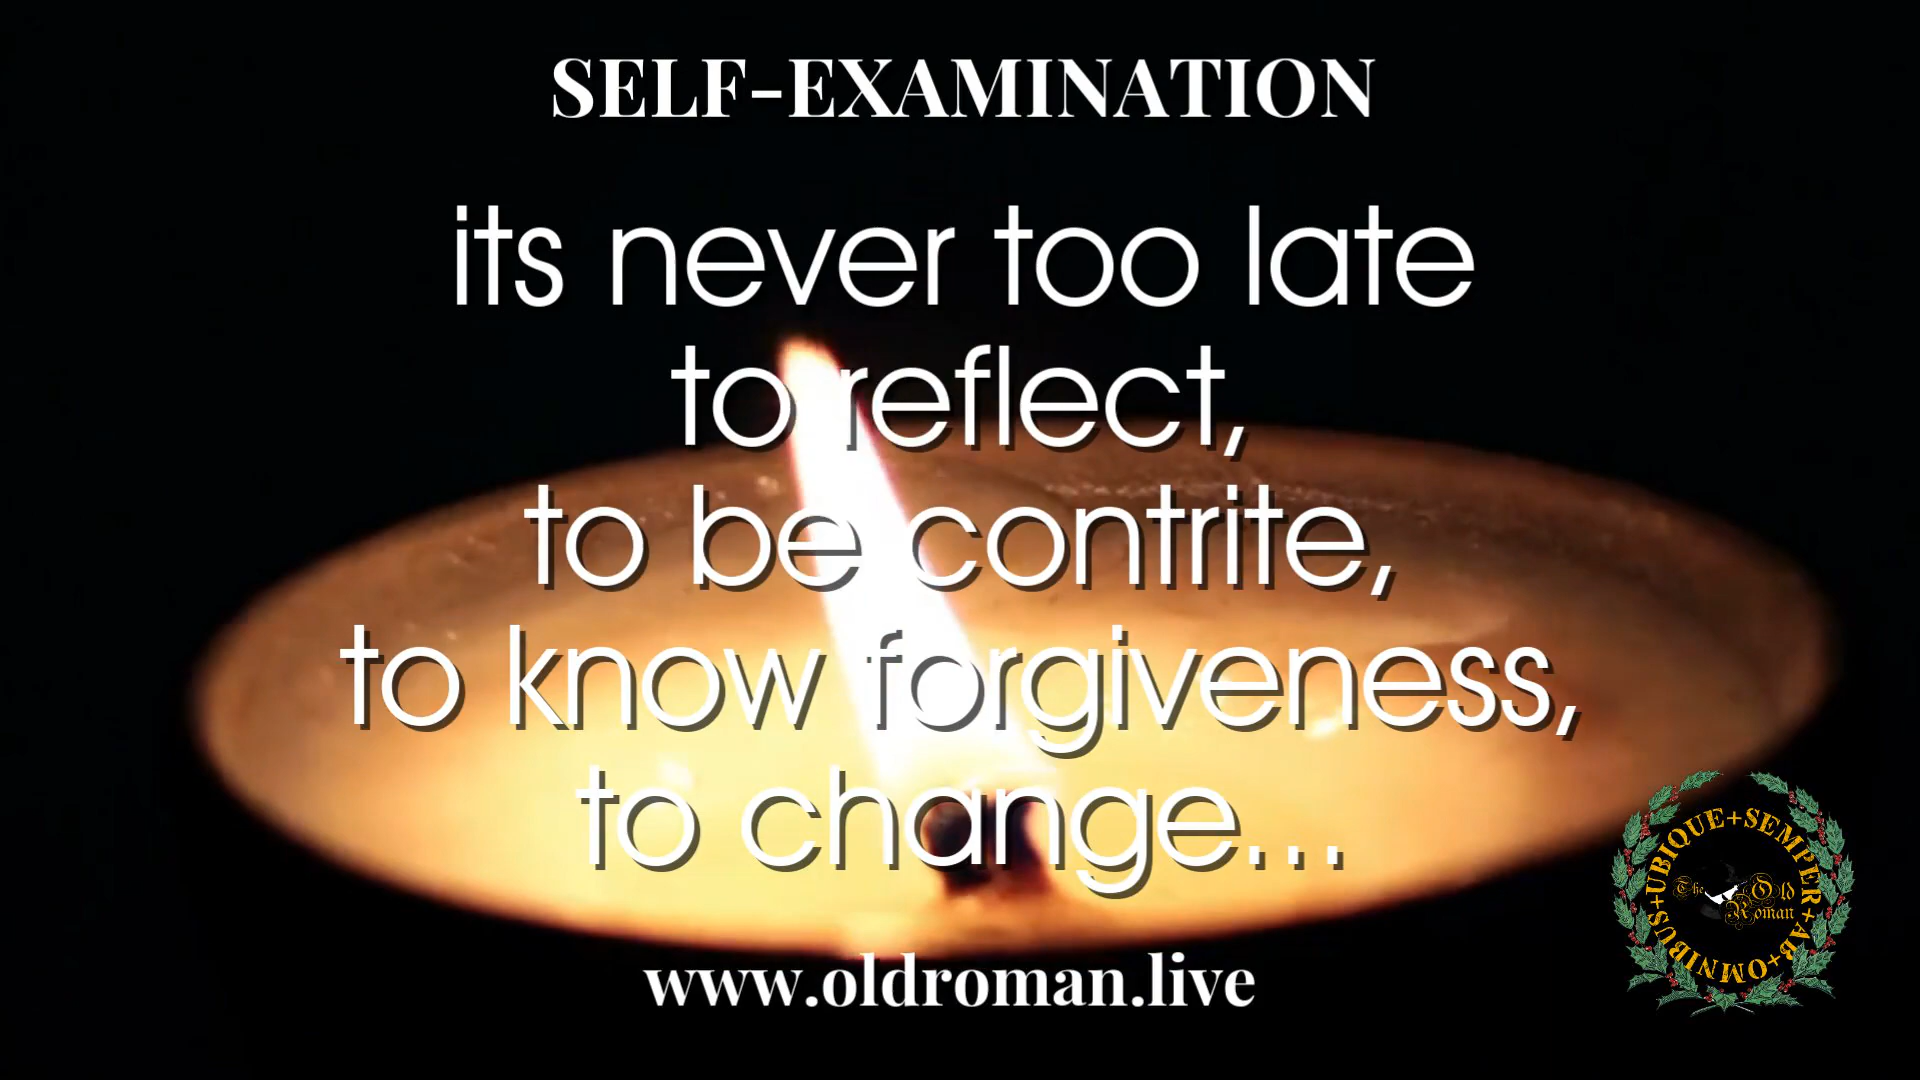 SELF-EXAMINATION
its never too late
to reflect,
to be contrite,
to know forgiveness,
to change...
www.oldroman.live
UBIQUE+SEMPER+AB+OMNIBUS+
The Old
Roman